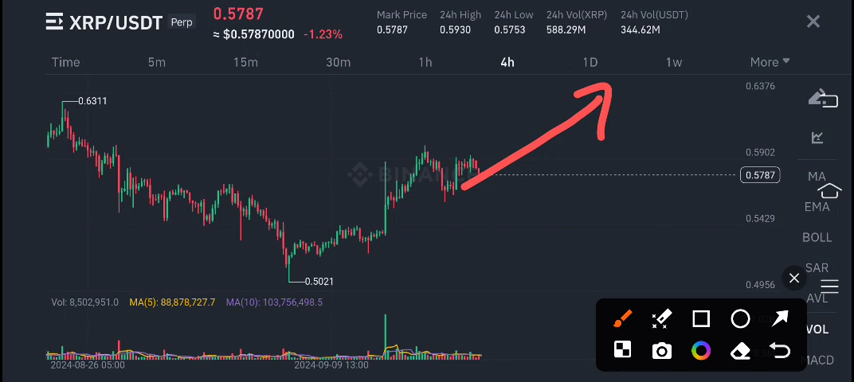 XRP/USDT Perp
0.5787
≈ $0.57870000 -1.23%
Mark Price 24h High 24h Low 24h Vol(XRP) 24h Vol(USDT)
0.5787 0.5930 0.5753 588.29M 344.62M
Time 5m 15m 30m 1h 4h 1D 1w More
0.6376
0.6311
0.5902
BINANCE
0.5787
MA
EMA
0.5429
BOLL
SAR
0.5021
0.4956
AVL
Vol: 8,502,951.0 MA(5): 88,878,727.7 MA(10): 103,756,498.5
VOL
MACD
2024-08-26 05:00 2024-09-09 13:00